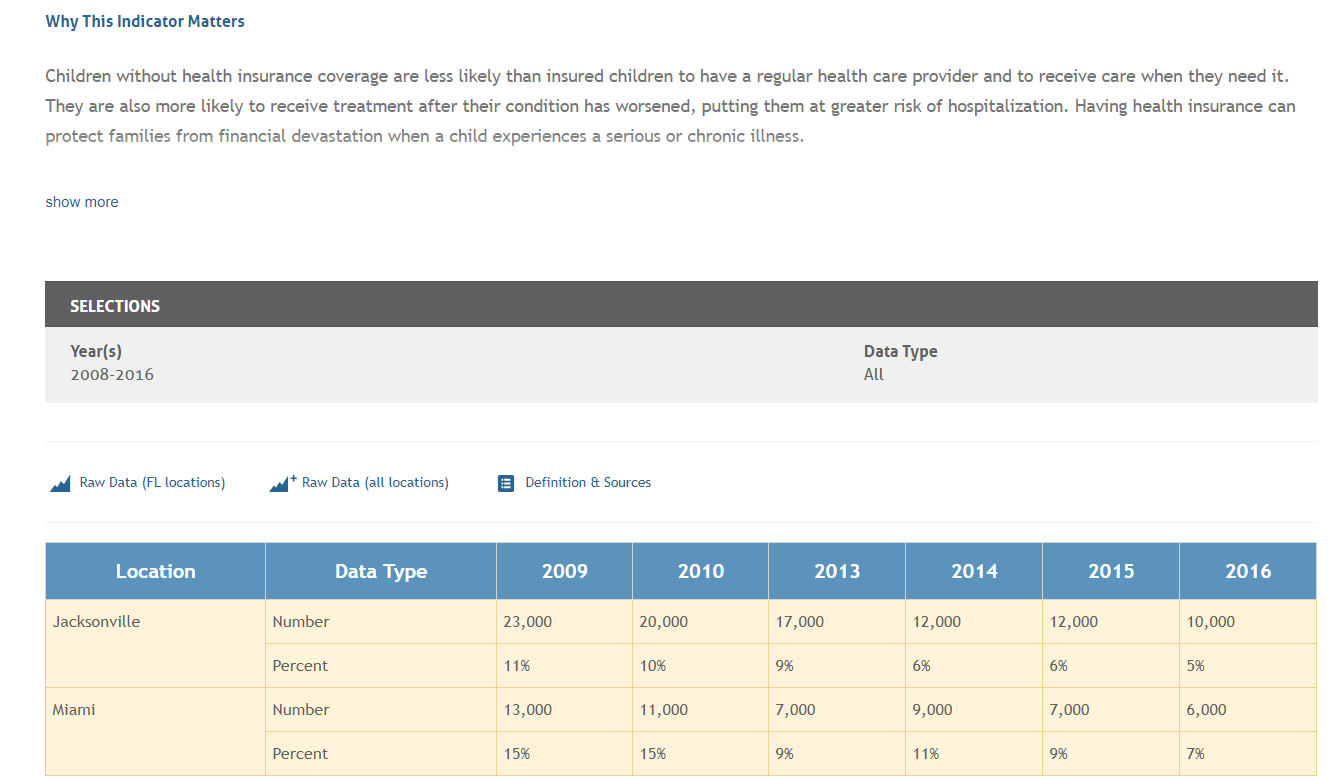 Why This Indicator Matters
Children without health insurance coverage are less likely than insured children to have a regular health care provider and to receive care when they need it.
They are also more likely to receive treatment after their condition has worsened, putting them at greater risk of hospitalization. Having health insurance can
protect families from financial devastation when a child experiences a serious or chronic illness.
show more
SELECTIONS
Year(s) Data Type
2008-2016 All
Raw Data (FL locations) + Raw Data (all locations) Definition & Sources
Location Data Type 2009 2010 2013 2014 2015 2016
Jacksonville Number 23,000 20,000 17,000 12,000 12,000 10,000
Percent 11% 10% 9% 6% 6% 5%
Miami Number 13,000 11,000 7,000 9,000 7,000 6,000
Percent 15% 15% 9% 11% 9% 7%